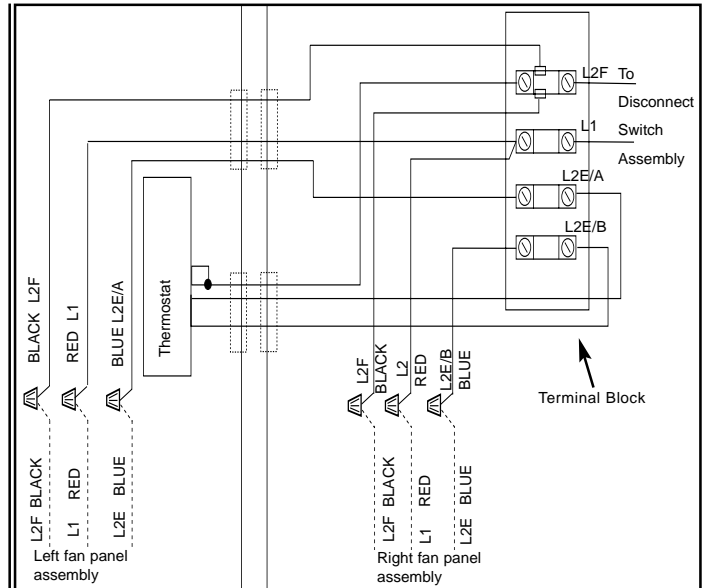 L2F To
Disconnect
L1 Switch
Assembly
L2E/A
L2E/B
Thermostat
BLACK L2F
RED L1
BLUE L2E/A
L2F
BLACK
L2
RED
L2E/B
BLUE
Terminal Block
L2F BLACK
L1 RED
L2E BLUE
L2F BLACK
L1 RED
L2E BLUE
Left fan panel
assembly
Right fan panel
assembly